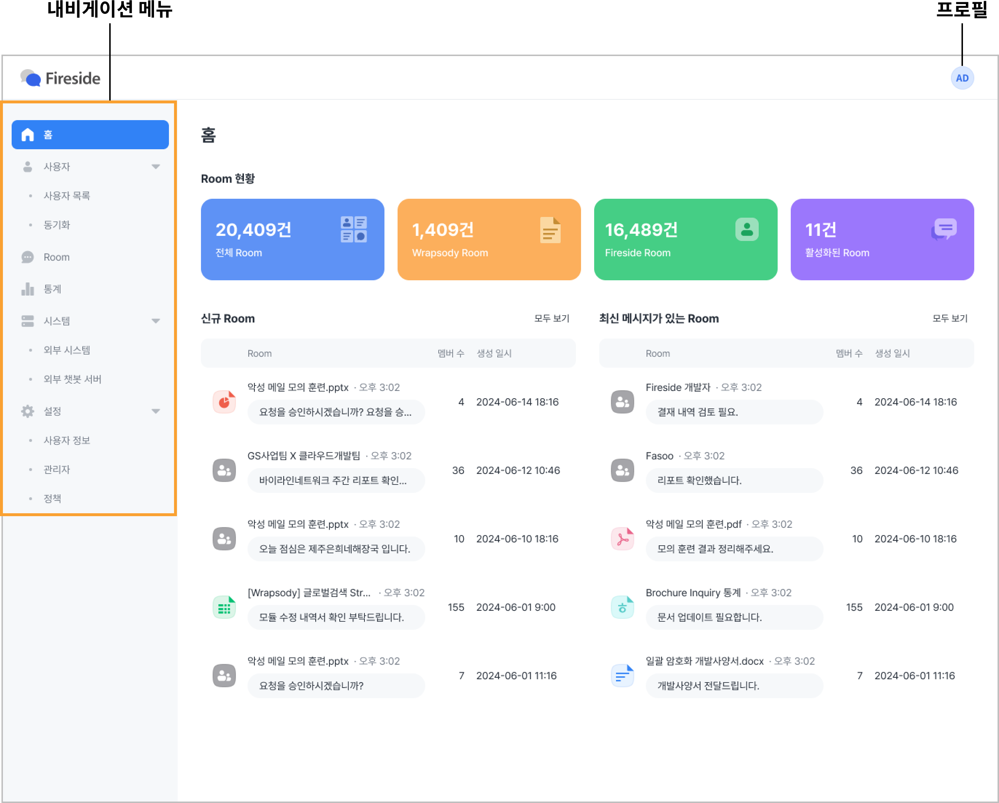 내비게이션 메뉴
프로필
Fireside
AD
홈
사용자
사용자 목록
동기화
Room
통계
시스템
외부 시스템
외부 챗봇 서버
설정
사용자 정보
관리자
정책
홈
Room 현황
20,409건
전체 Room
1,409건
Wrapsody Room
16,489건
Fireside Room
11건
활성화된 Room
신규 Room 모두 보기
Room 멤버 수 생성 일시
악성 메일 모의 훈련.pptx · 오후 3:02
요청을 승인하시겠습니까? 요청을 승...
4 2024-06-14 18:16
GS사업팀 X 클라우드개발팀 · 오후 3:02
바이라인네트워크 주간 리포트 확인...
36 2024-06-12 10:46
악성 메일 모의 훈련.pptx · 오후 3:02
오늘 점심은 제주은희네해장국 입니다.
10 2024-06-10 18:16
[Wrapsody] 글로벌검색 Str... · 오후 3:02
모듈 수정 내역서 확인 부탁드립니다.
155 2024-06-01 9:00
악성 메일 모의 훈련.pptx · 오후 3:02
요청을 승인하시겠습니까?
7 2024-06-01 11:16
최신 메시지가 있는 Room 모두 보기
Room 멤버 수 생성 일시
Fireside 개발자 · 오후 3:02
결재 내역 검토 필요.
4 2024-06-14 18:16
Fasoo · 오후 3:02
리포트 확인했습니다.
36 2024-06-12 10:46
악성 메일 모의 훈련.pdf · 오후 3:02
모의 훈련 결과 정리해주세요.
10 2024-06-10 18:16
Brochure Inquiry 통계 · 오후 3:02
문서 업데이트 필요합니다.
155 2024-06-01 9:00
일괄 암호화 개발사양서.docx · 오후 3:02
개발사양서 전달드립니다.
7 2024-06-01 11:16